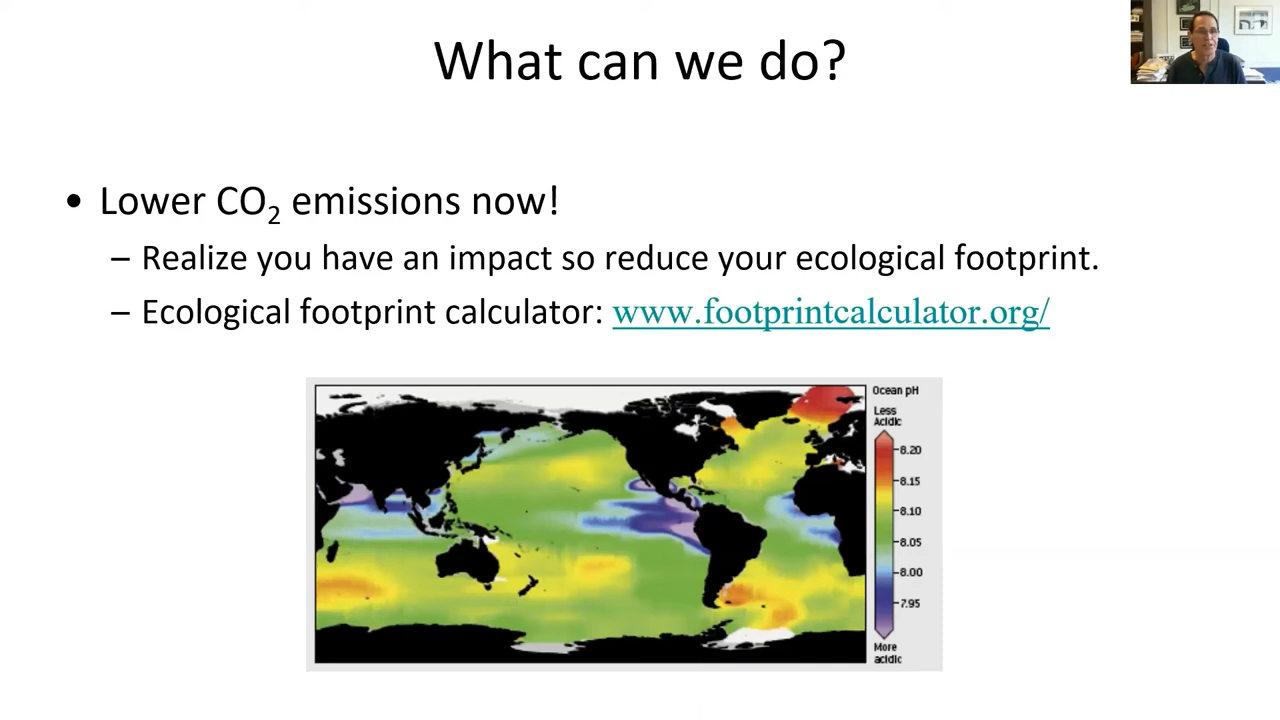 What can we do?
• Lower CO₂ emissions now!
– Realize you have an impact so reduce your ecological footprint.
– Ecological footprint calculator: www.footprintcalculator.org/
Ocean pH
Less
Acidic
8.20
8.15
8.10
8.05
8.00
7.95
More
acidic